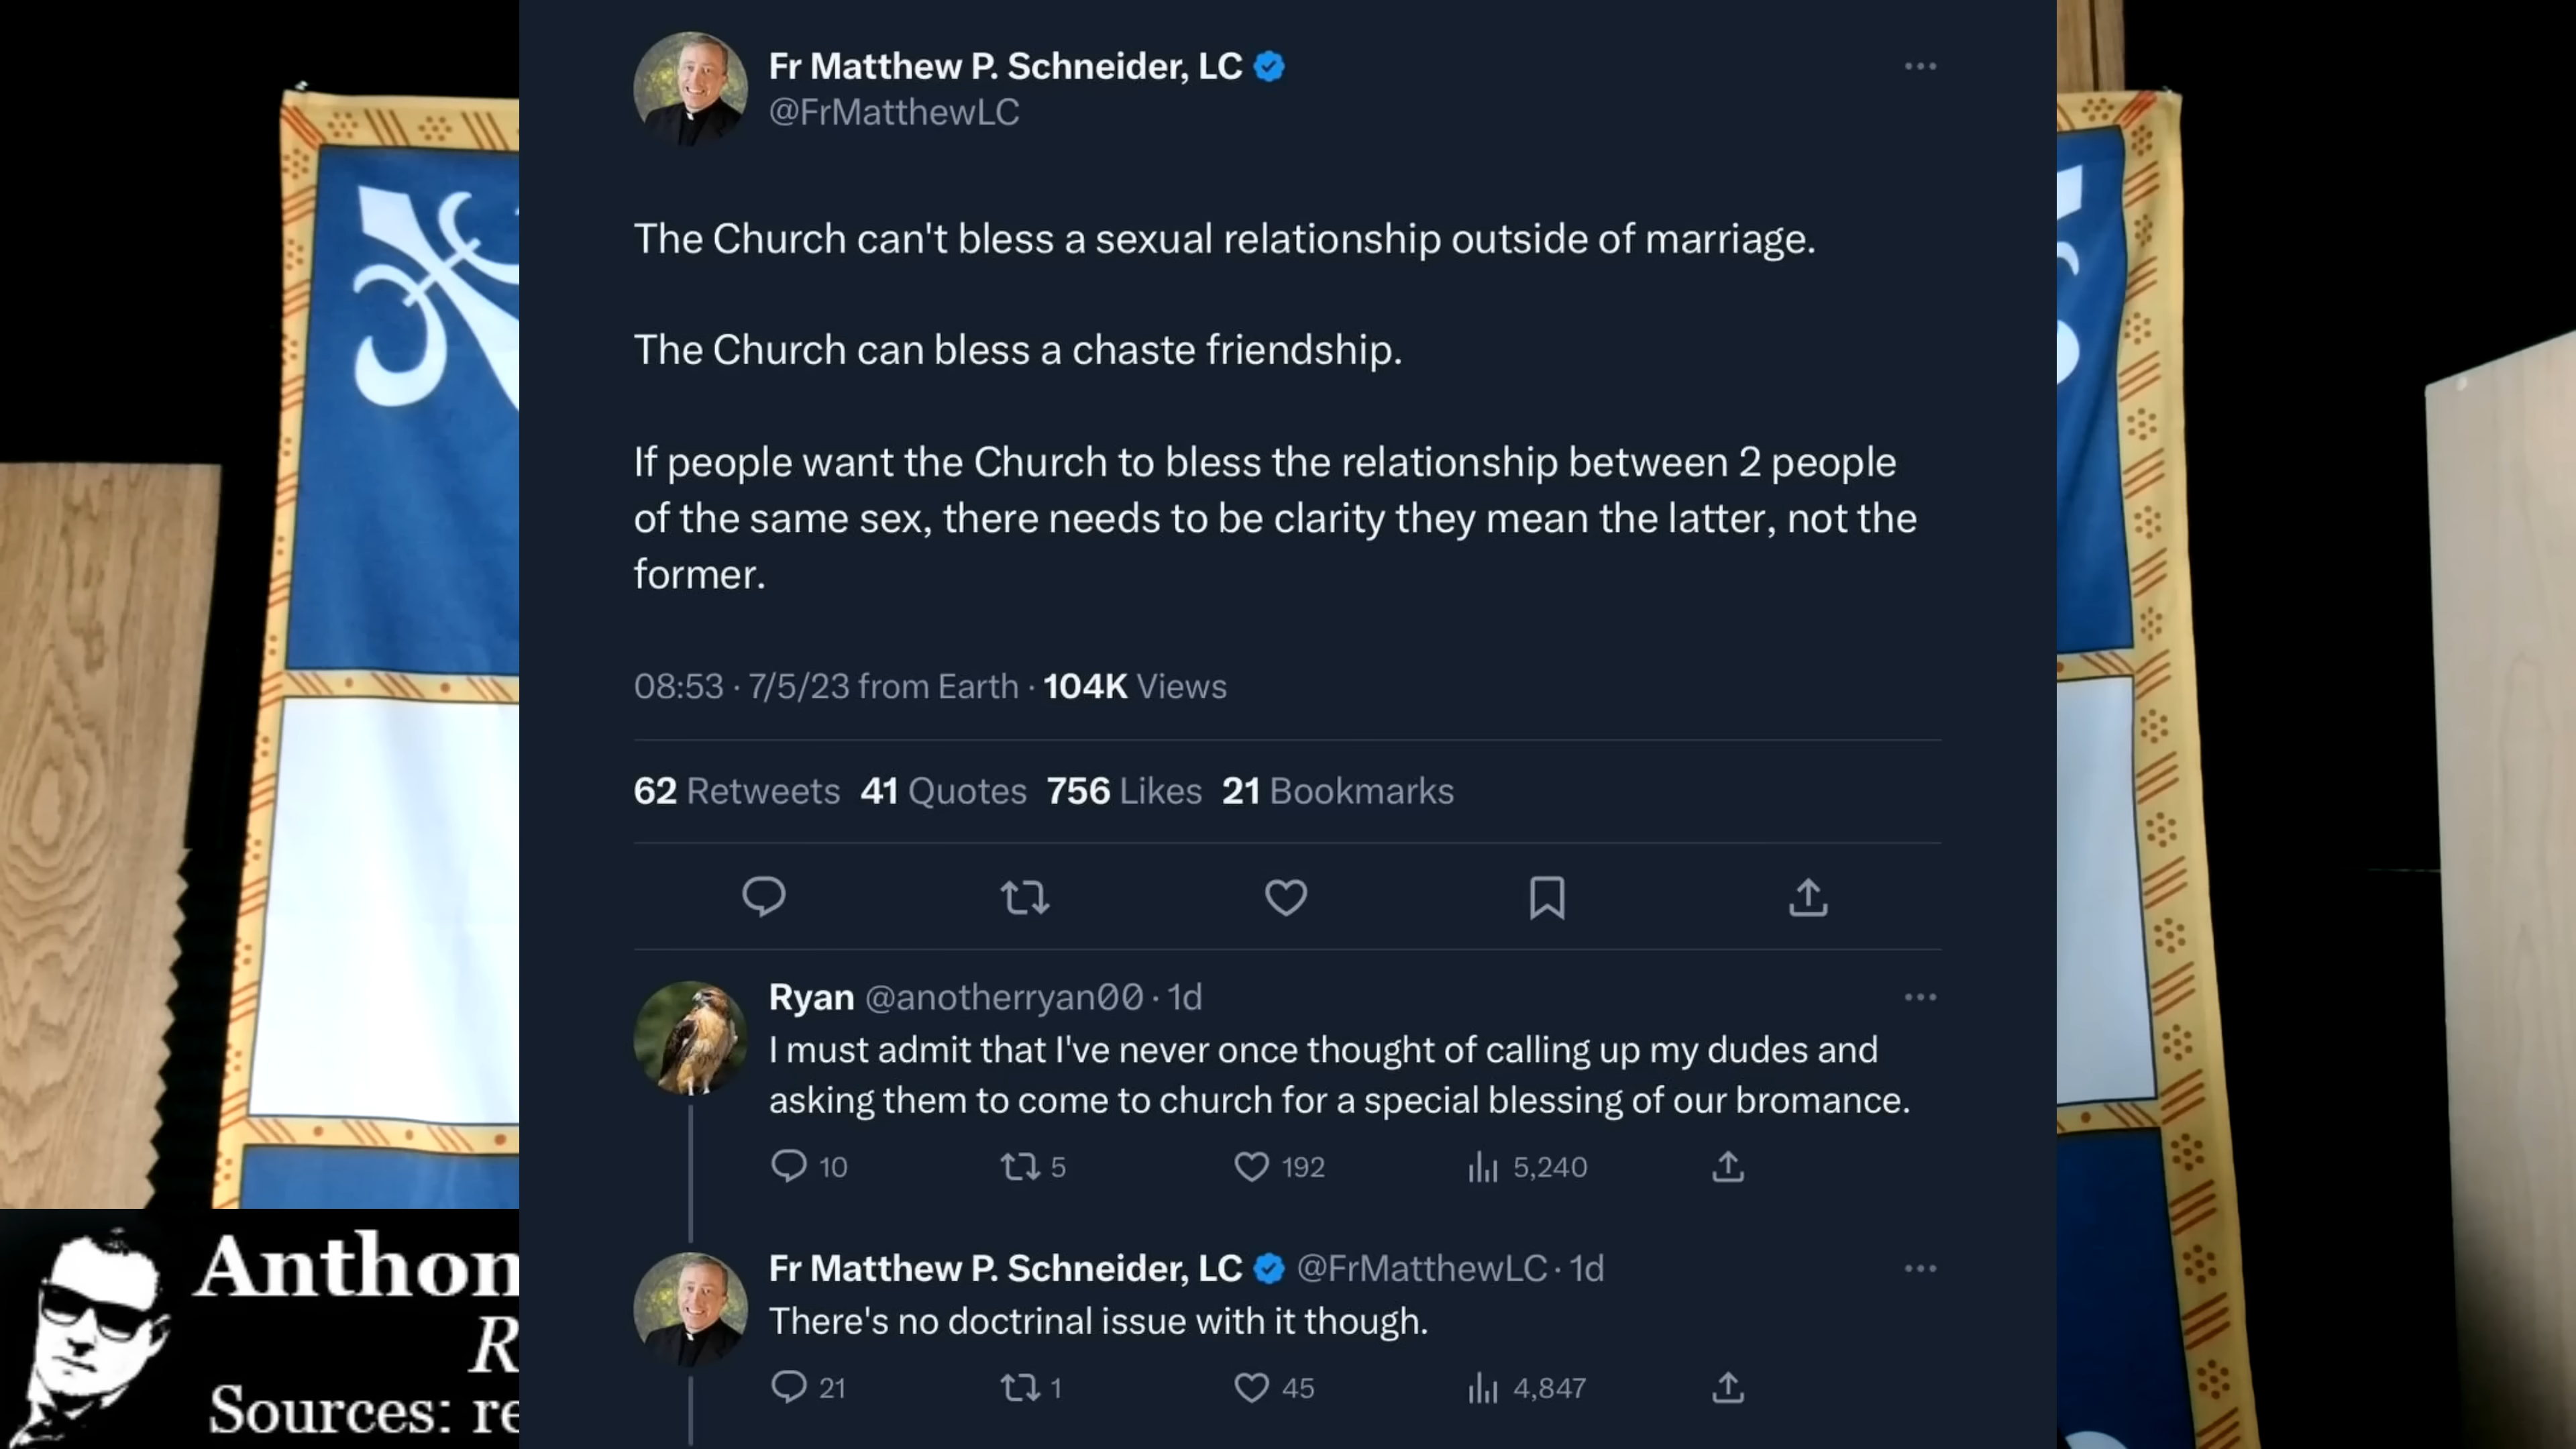 Fr Matthew P. Schneider, LC
@FrMatthewLC
The Church can't bless a sexual relationship outside of marriage.
The Church can bless a chaste friendship.
If people want the Church to bless the relationship between 2 people
of the same sex, there needs to be clarity they mean the latter, not the
former.
08:53 · 7/5/23 from Earth · 104K Views
62 Retweets 41 Quotes 756 Likes 21 Bookmarks
Ryan @anotherryan00 · 1d
I must admit that I've never once thought of calling up my dudes and
asking them to come to church for a special blessing of our bromance.
10 5 192 5,240
Fr Matthew P. Schneider, LC @FrMatthewLC · 1d
There's no doctrinal issue with it though.
21 1 45 4,847
Anthon
R
Sources: re